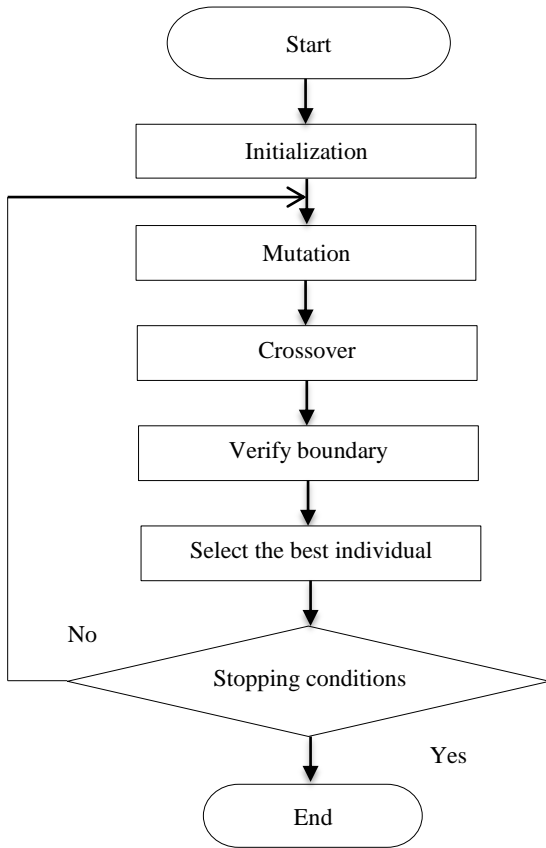 Start
Initialization
Mutation
Crossover
Verify boundary
Select the best individual
No
Stopping conditions
Yes
End